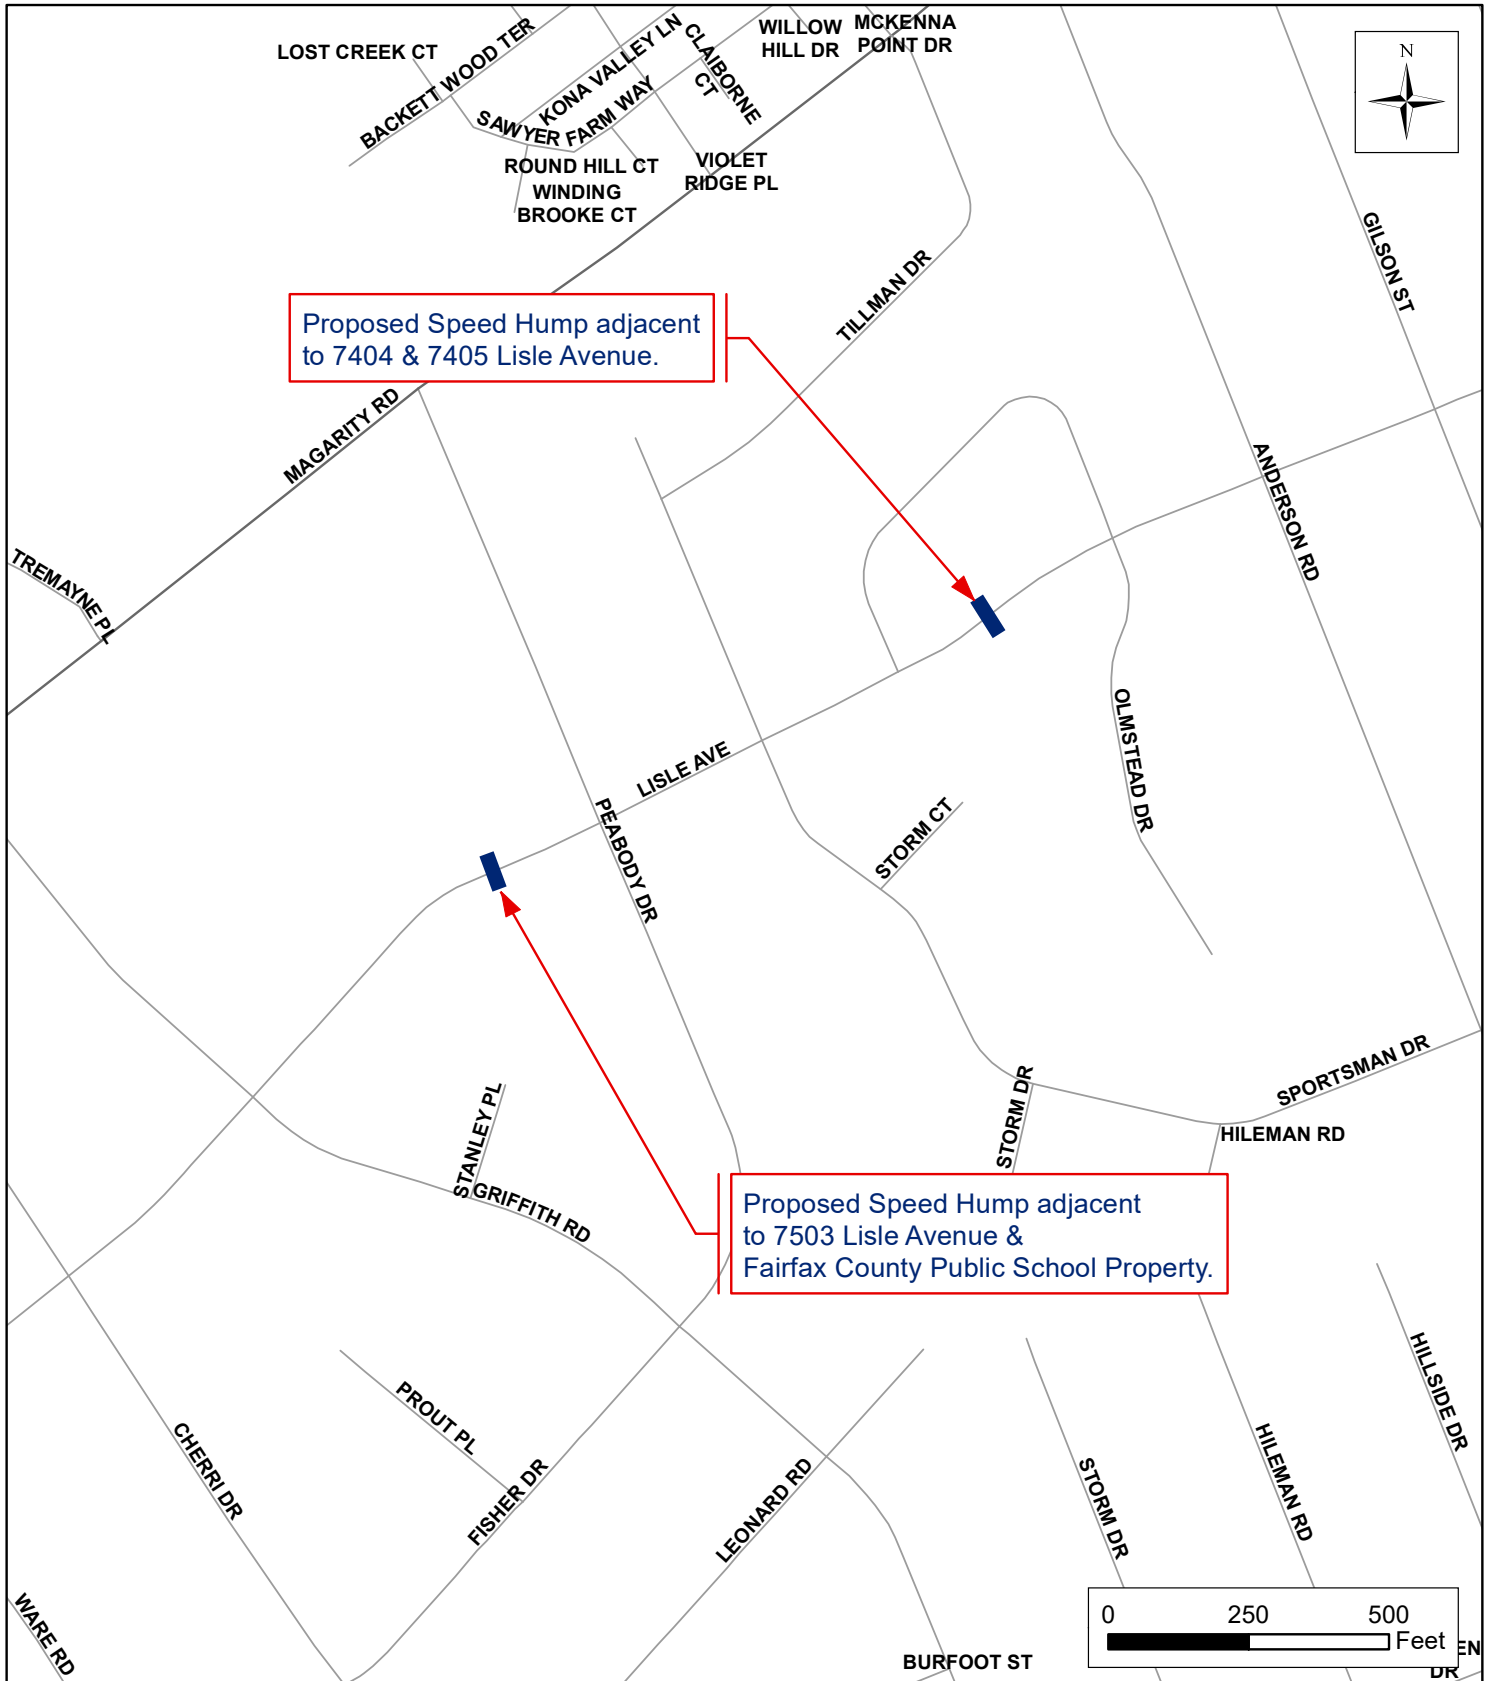 LOST CREEK CT
BACKETT WOOD TER
KONA VALLEY LN
CLAIBORNE
CT
WILLOW
HILL DR
MCKENNA
POINT DR
N
SAWYER FARM WAY
ROUND HILL CT
WINDING
BROOKE CT
VIOLET
RIDGE PL
GILSON ST
TILLMAN DR
Proposed Speed Hump adjacent
to 7404 & 7405 Lisle Avenue.
MAGARITY RD
ANDERSON RD
TREMAYNE PL
OLMSTEAD DR
LISLE AVE
PEABODY DR
STORM CT
STANLEY PL
GRIFFITH RD
STORM DR
SPORTSMAN DR
HILEMAN RD
Proposed Speed Hump adjacent
to 7503 Lisle Avenue &
Fairfax County Public School Property.
HILLSIDE DR
PROUT PL
CHERRI DR
FISHER DR
LEONARD RD
STORM DR
HILEMAN RD
WARE RD
BURFOOT ST
0 250 500
Feet
EN
DR